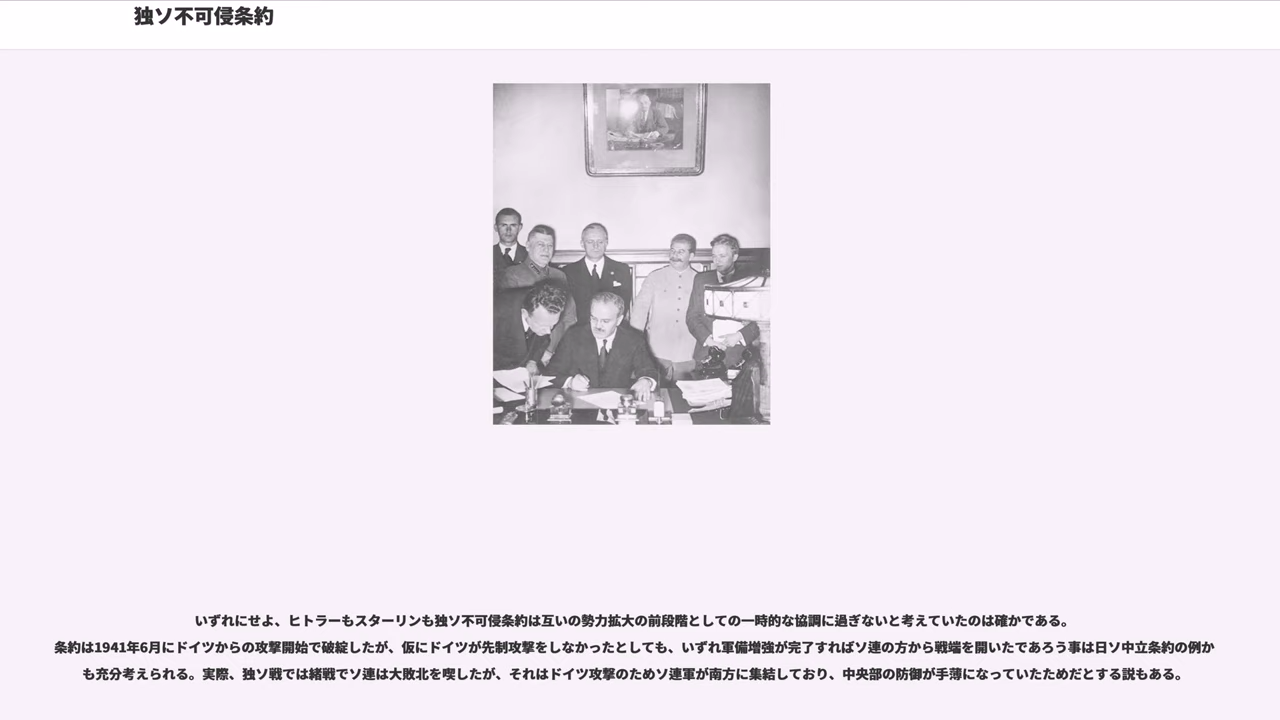 独ソ不可侵条約
いずれにせよ、ヒトラーもスターリンも独ソ不可侵条約は互いの勢力拡大の前段階としての一時的な協調に過ぎないと考えていたのは確かである。
条約は1941年6月にドイツからの攻撃開始で破綻したが、仮にドイツが先制攻撃をしなかったとしても、いずれ軍備増強が完了すればソ連の方から戦端を開いたであろう事は日ソ中立条約の例か
も充分考えられる。実際、独ソ戦では緒戦でソ連は大敗北を喫したが、それはドイツ攻撃のためソ連軍が南方に集結しており、中央部の防御が手薄になっていたためだとする説もある。